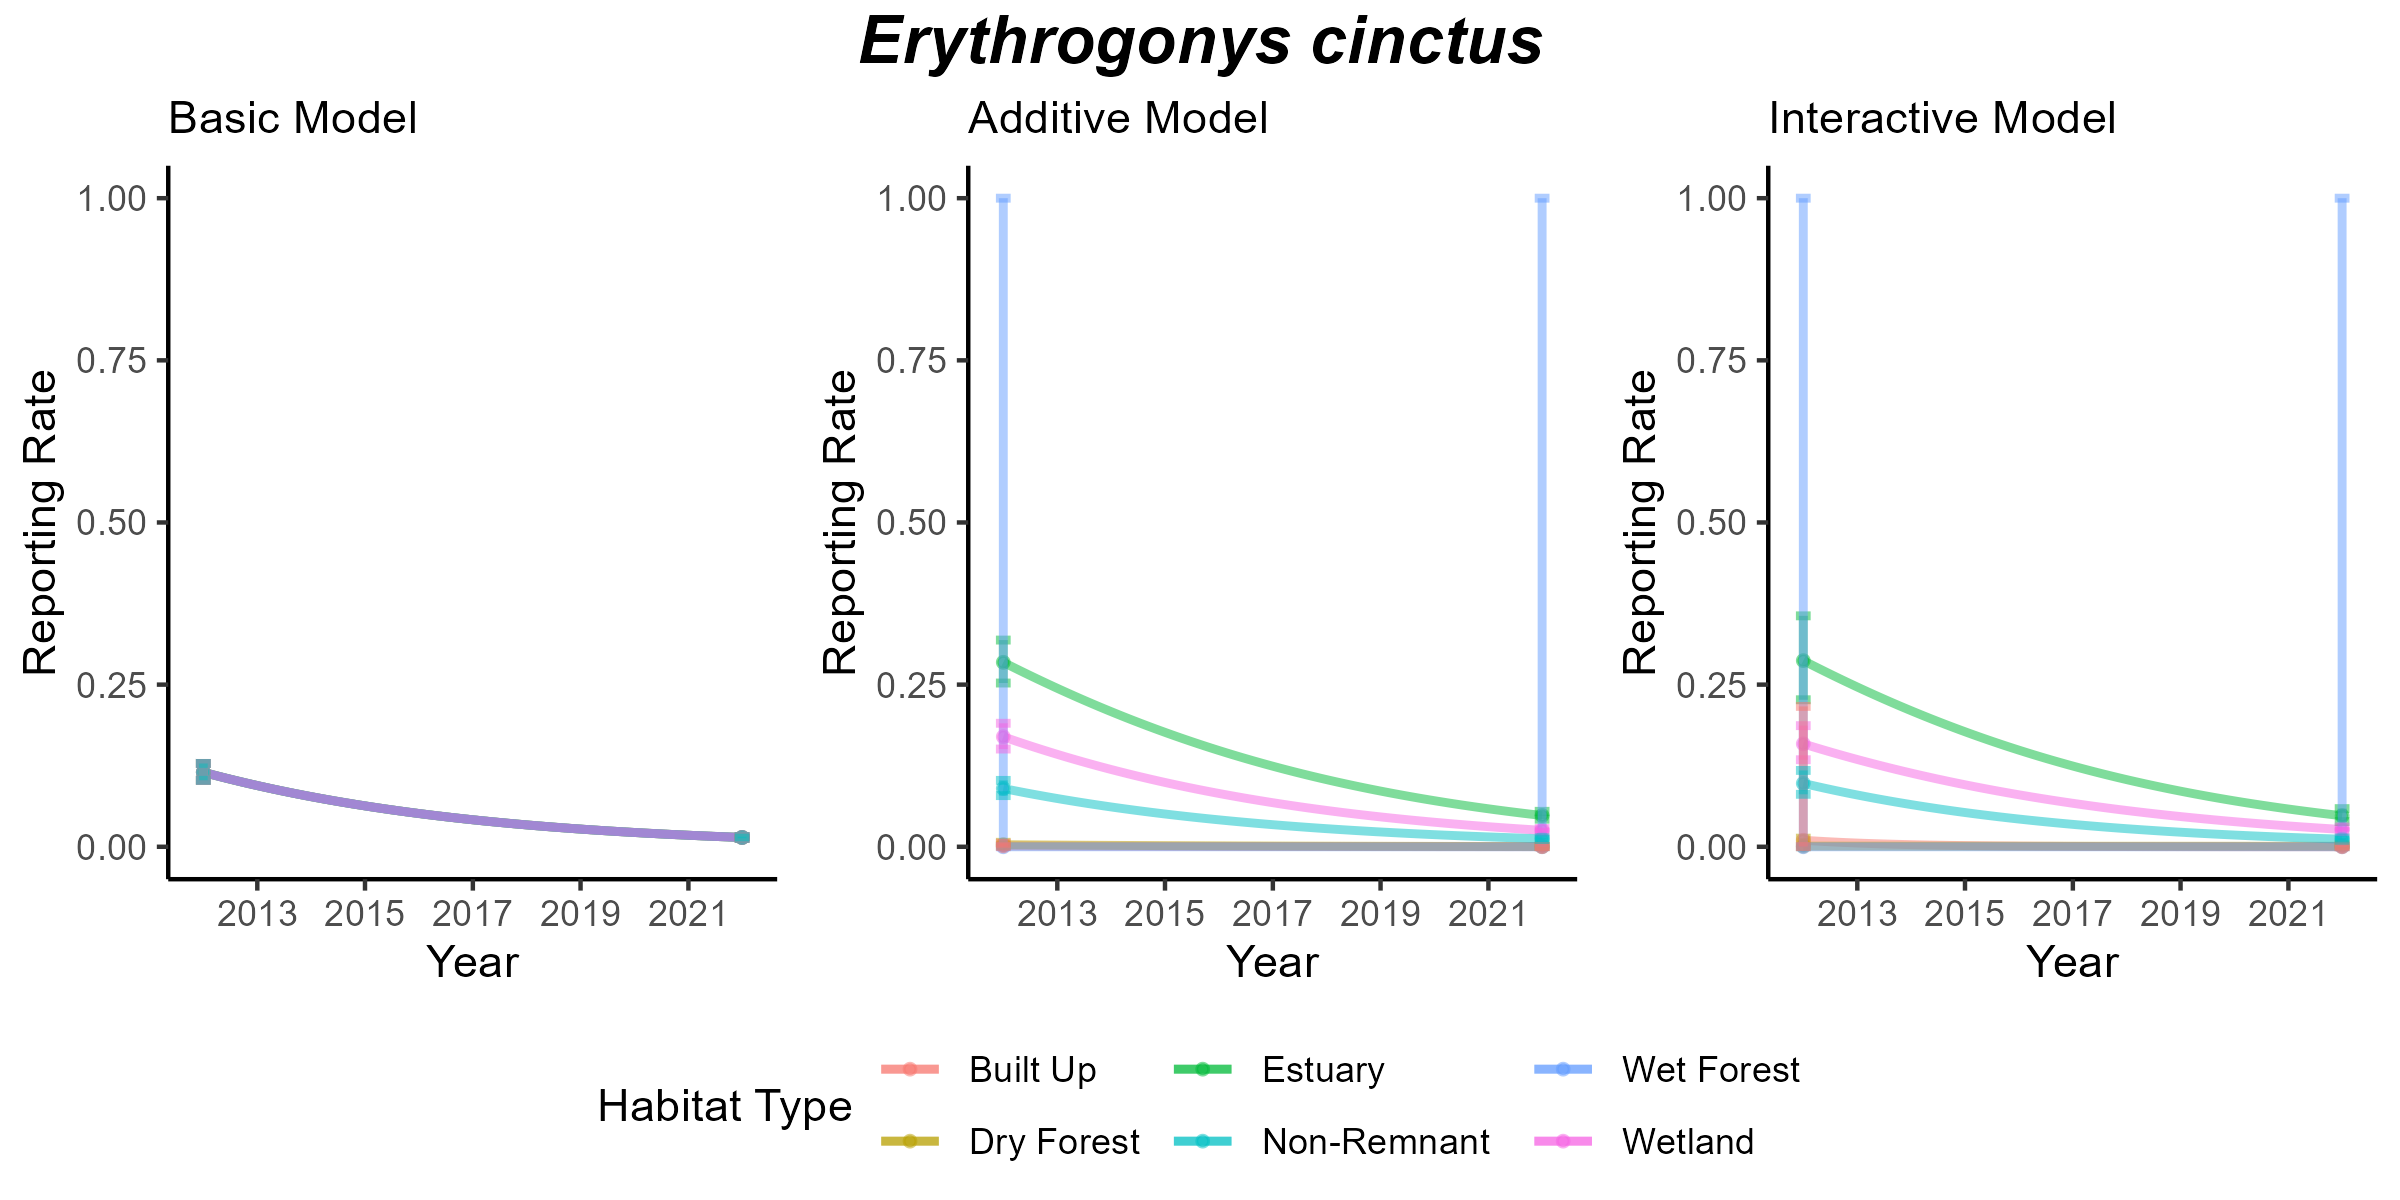 Erythrogonys cinctus
Basic Model
Additive Model
Interactive Model
Reporting Rate
1.00
0.75
0.50
0.25
0.00
2013 2015 2017 2019 2021
Year
Reporting Rate
1.00
0.75
0.50
0.25
0.00
2013 2015 2017 2019 2021
Year
Reporting Rate
1.00
0.75
0.50
0.25
0.00
2013 2015 2017 2019 2021
Year
Habitat Type
Built Up
Estuary
Wet Forest
Dry Forest
Non-Remnant
Wetland